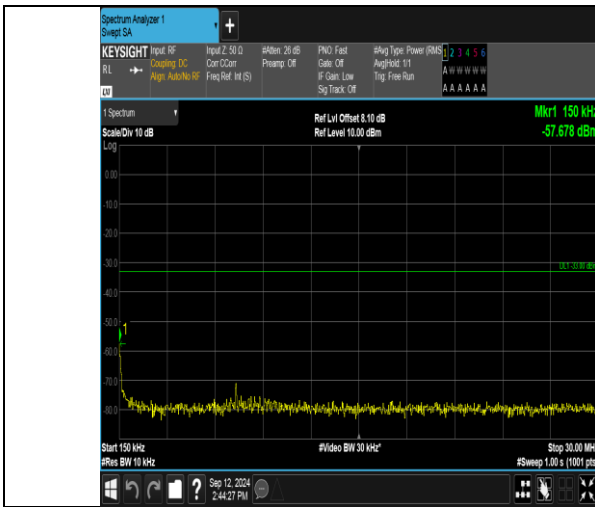 Spectrum Analyzer 1
Swept SA
+
KEYSIGHT Input: RF Input Z: 50 Ω #Atten: 26 dB PNO: Fast #Avg Type: Power (RMS 1 2 3 4 5 6
RL Coupling: DC Corr CCorr Preamp: Off Gate: Off Avg|Hold: 1/1 A W W W W W
Align: Auto/No RF Freq Ref: Int (S) IF Gain: Low Trig: Free Run
Sig Track: Off A A A A A A
LXI
1 Spectrum Ref Lvl Offset 8.10 dB Mkr1 150 kHz
Scale/Div 10 dB Ref Level 10.00 dBm -57.678 dBm
Log
0.00
-10.0
-20.0
-30.0
DL1 -33.00 dBm
-40.0
-50.0
1
-60.0
-70.0
-80.0
Start 150 kHz #Video BW 30 kHz* Stop 30.00 MH
#Res BW 10 kHz #Sweep 1.00 s (1001 pts
? Sep 12, 2024
2:44:27 PM